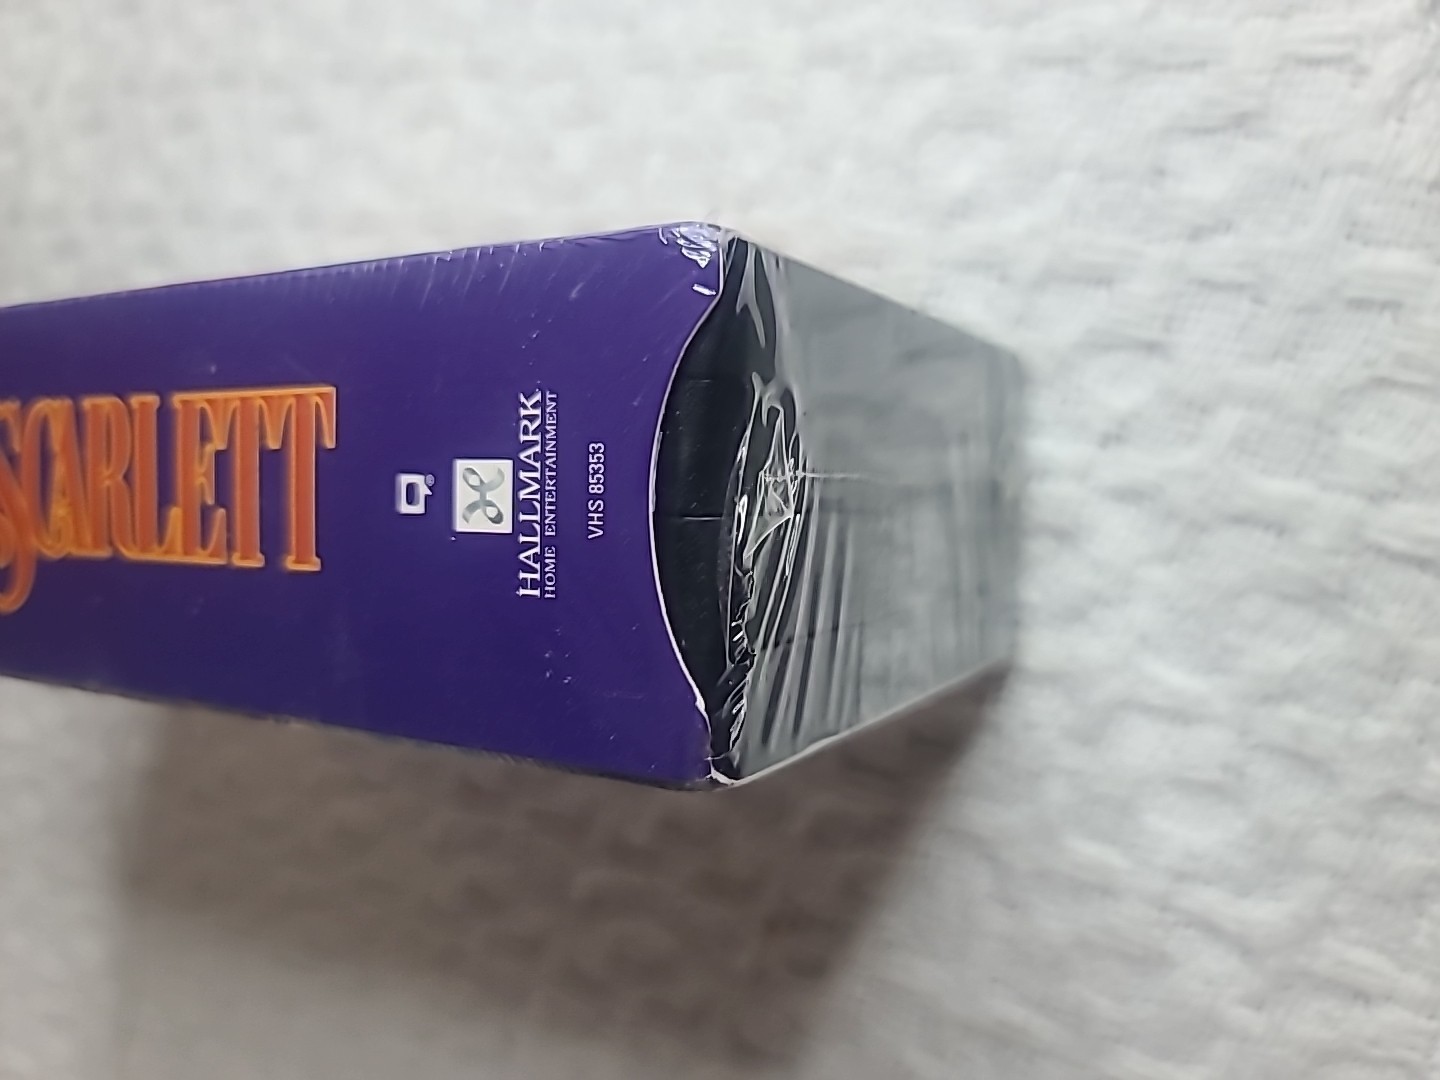 SCARLETT
®
HALLMARK
HOME ENTERTAINMENT
VHS 85353